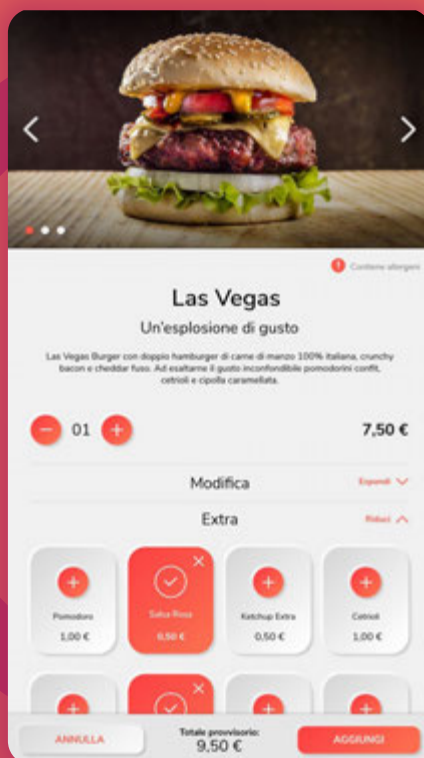 Contiene allergeni
Las Vegas
Un'esplosione di gusto
Las Vegas Burger con doppio hamburger di carne di manzo 100% italiana, crunchy
bacon e cheddar fuso. Ad esaltarne il gusto inconfondibile pomodorini confit,
cetrioli e cipolla caramellata.
01
7,50 €
Modifica
Espandi
Extra
Riduci
Pomodoro
Salsa Rosa
Ketchup Extra
Cetrioli
1,00 €
0,50 €
0,50 €
1,00 €
ANNULLA
Totale provvisorio:
9,50 €
AGGIUNGI